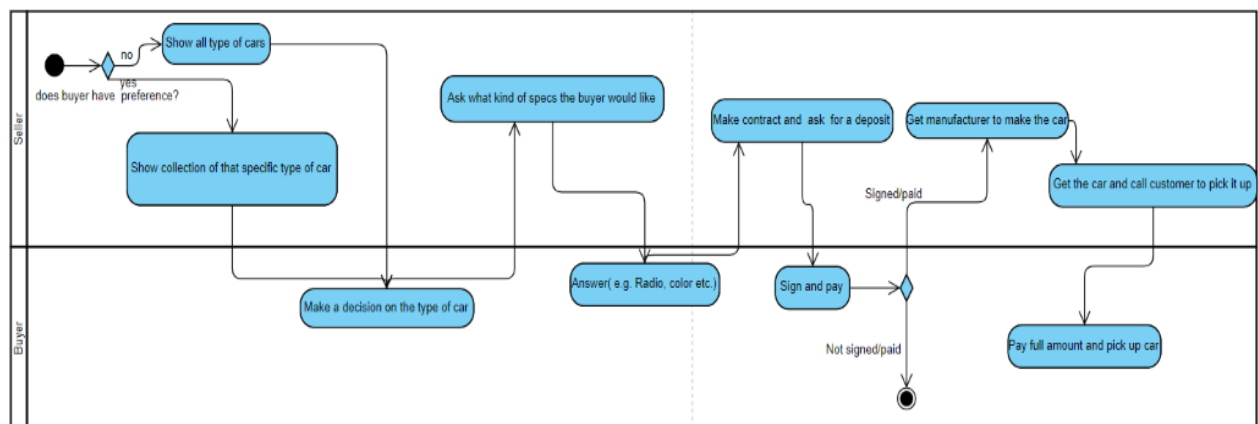 Seller
Show all type of cars
no
yes
does buyer have preference?
Show collection of that specific type of car
Ask what kind of specs the buyer would like
Make contract and ask for a deposit
Get manufacturer to make the car
Get the car and call customer to pick it up
Signed/paid
Buyer
Make a decision on the type of car
Answer( e.g. Radio, color etc.)
Sign and pay
Not signed/paid
Pay full amount and pick up car